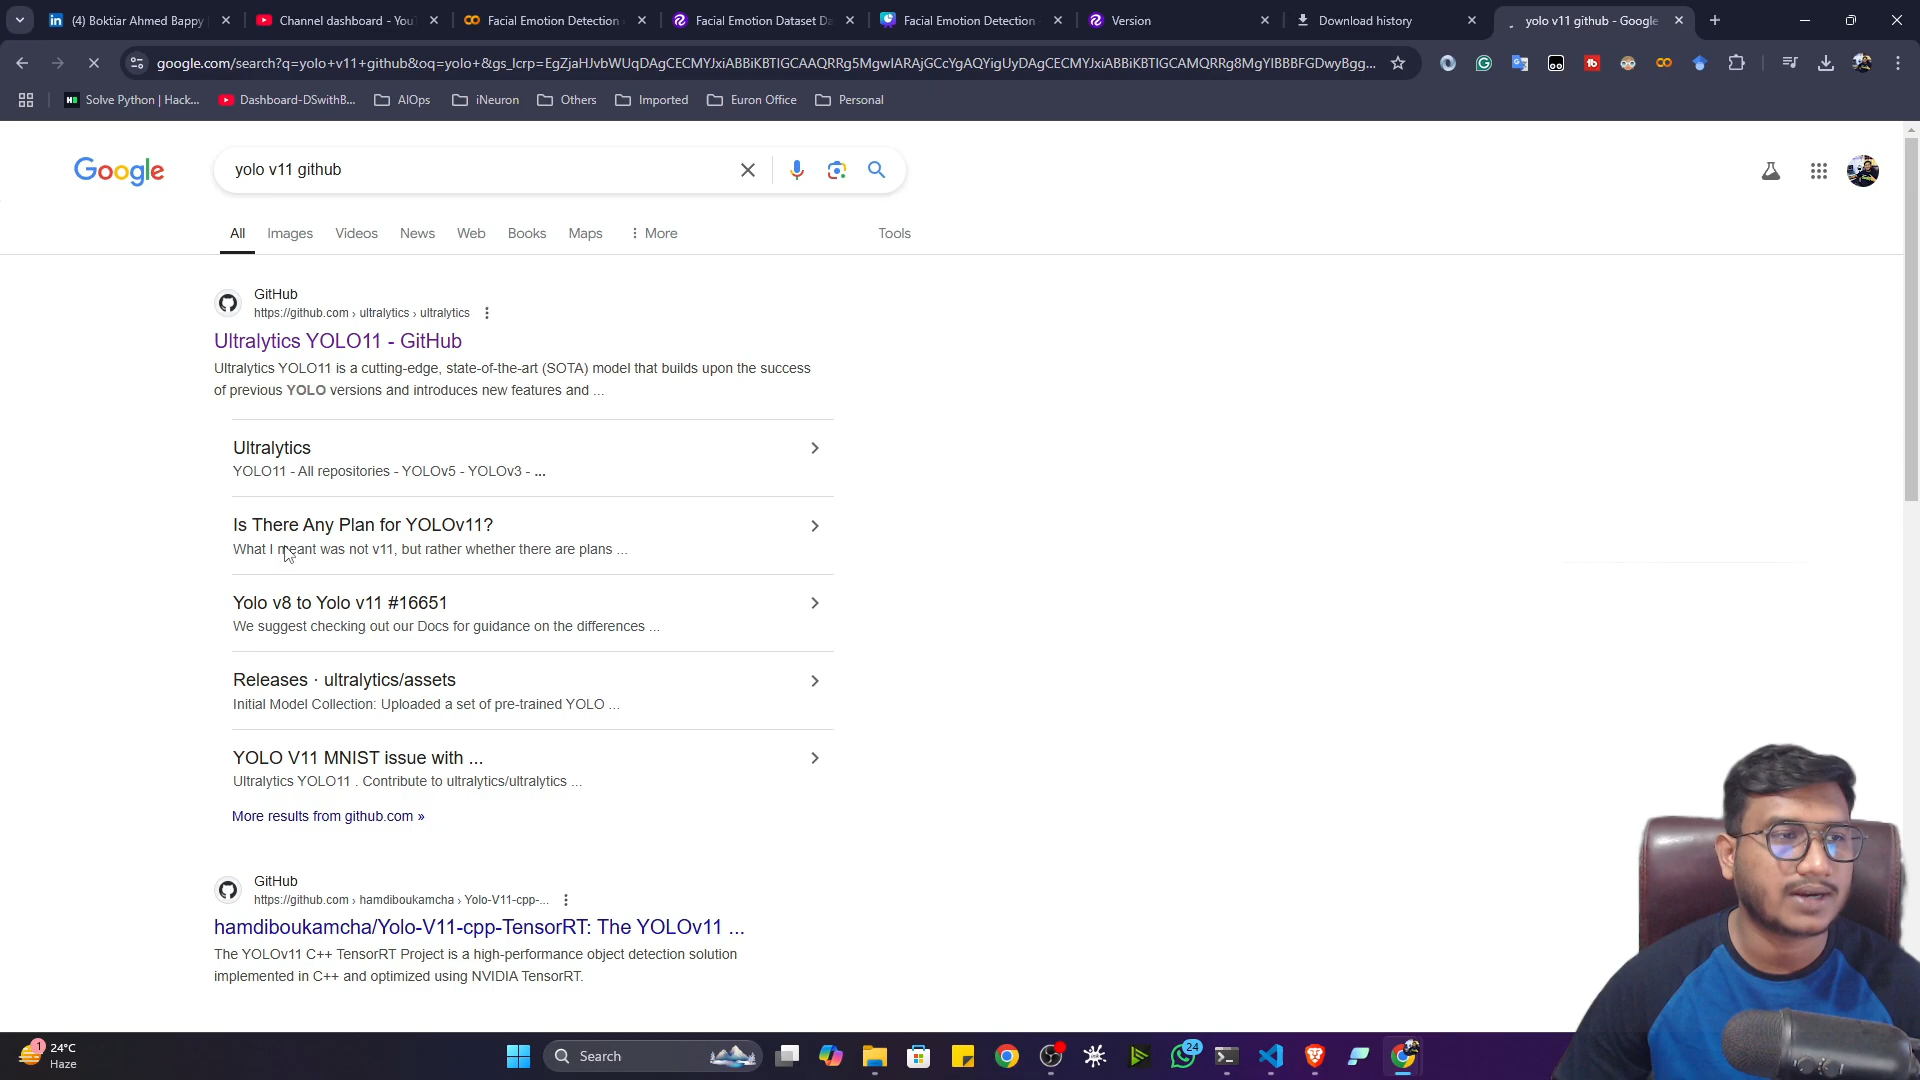 (4) Boktiar Ahmed Bappy
Channel dashboard - You
Facial Emotion Detection
Facial Emotion Dataset D
Facial Emotion Detection
Version
Download history
yolo v11 github - Google
google.com/search?q=yolo+v11+github&oq=yolo+&gs_lcrp=EgZjaHJvbWUqDAgCECMYJxiABBiKBTIGCAAQRRg5MgwIARAjGCcYgAQYigUyDAgCECMYJxiABBiKBTIGCAMQRRg8MgYIBBBFGDwyBgg...
Solve Python | Hack...
Dashboard-DSwithB...
AIOps
iNeuron
Others
Imported
Euron Office
Personal
Google
yolo v11 github
All
Images
Videos
News
Web
Books
Maps
More
Tools
GitHub
https://github.com › ultralytics › ultralytics
Ultralytics YOLO11 - GitHub
Ultralytics YOLO11 is a cutting-edge, state-of-the-art (SOTA) model that builds upon the success
of previous YOLO versions and introduces new features and ...
Ultralytics
YOLO11 - All repositories - YOLOv5 - YOLOv3 - ...
Is There Any Plan for YOLOv11?
What I meant was not v11, but rather whether there are plans ...
Yolo v8 to Yolo v11 #16651
We suggest checking out our Docs for guidance on the differences ...
Releases · ultralytics/assets
Initial Model Collection: Uploaded a set of pre-trained YOLO ...
YOLO V11 MNIST issue with ...
Ultralytics YOLO11 . Contribute to ultralytics/ultralytics ...
More results from github.com »
GitHub
https://github.com › hamdiboukamcha › Yolo-V11-cpp-...
hamdiboukamcha/Yolo-V11-cpp-TensorRT: The YOLOv11 ...
The YOLOv11 C++ TensorRT Project is a high-performance object detection solution
implemented in C++ and optimized using NVIDIA TensorRT.
1
24°C
Haze
Search
24